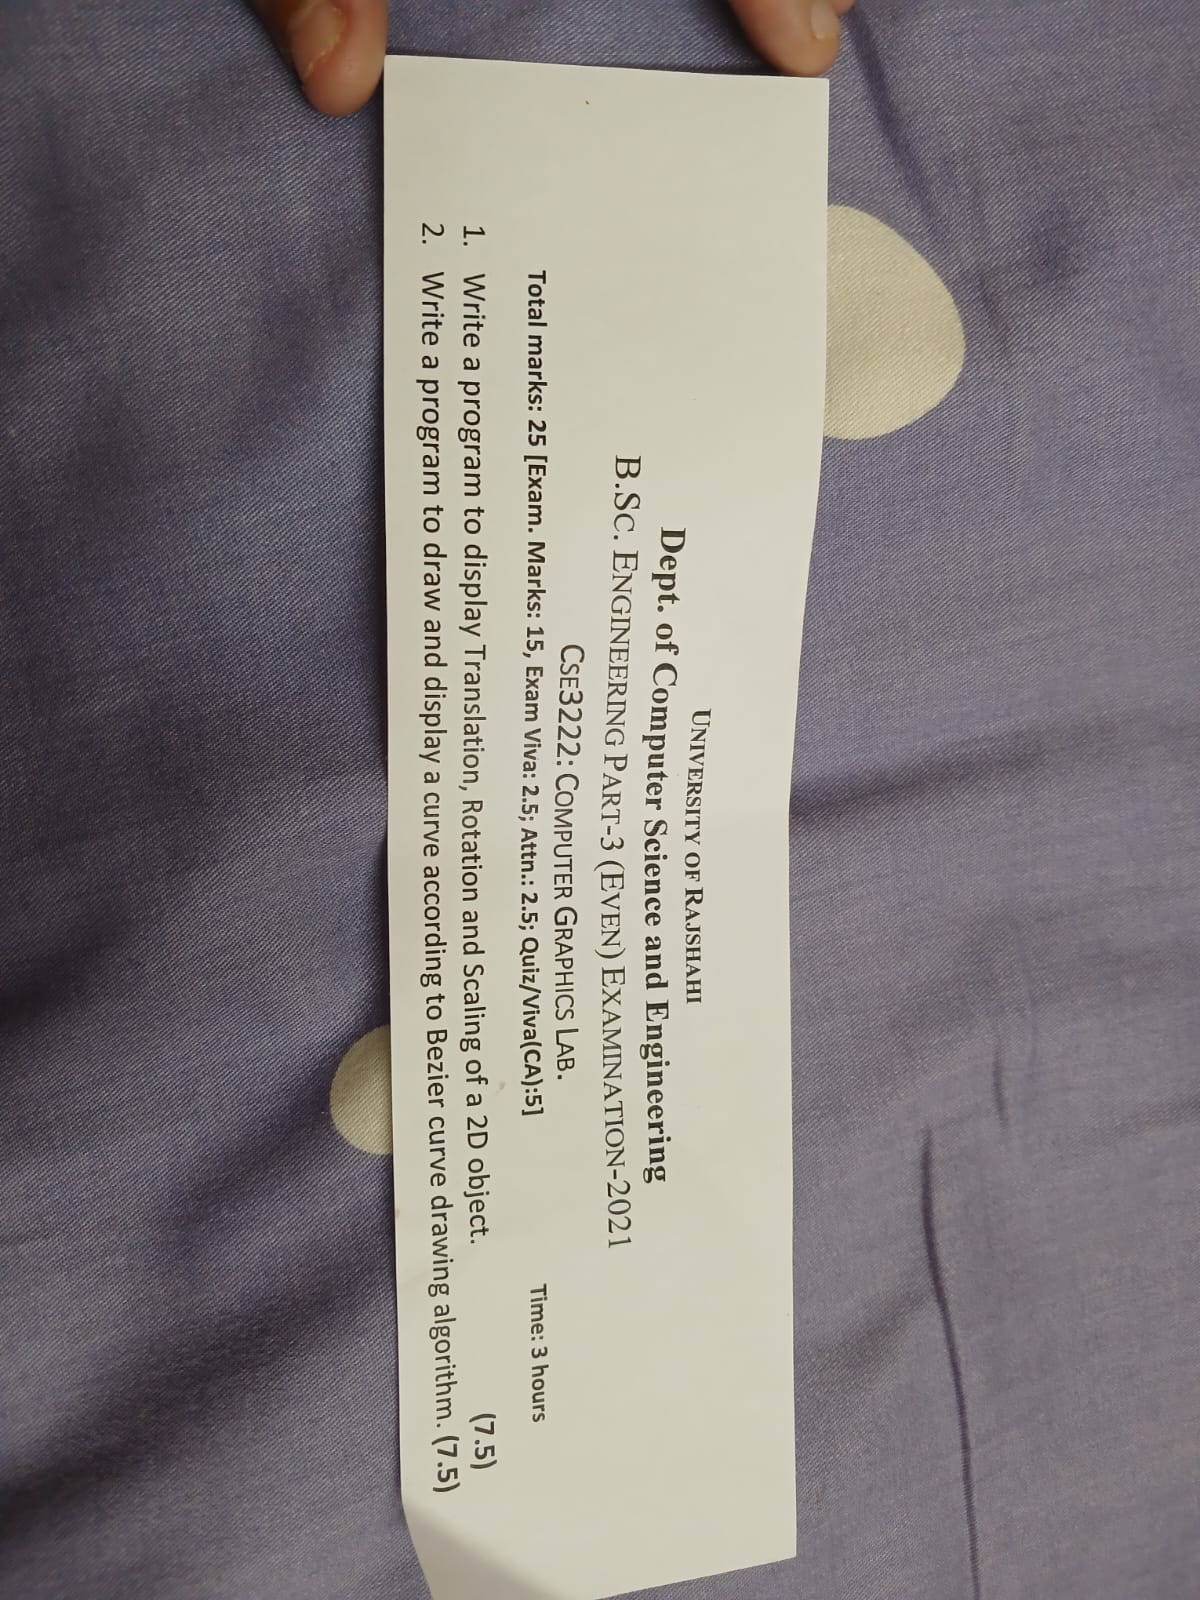 UNIVERSITY OF RAJSHAHI
Dept. of Computer Science and Engineering
B.SC. ENGINEERING PART-3 (EVEN) EXAMINATION-2021
CSE3222: COMPUTER GRAPHICS LAB.
Total marks: 25 [Exam. Marks: 15, Exam Viva: 2.5; Attn.: 2.5; Quiz/Viva(CA):5] Time: 3 hours
1. Write a program to display Translation, Rotation and Scaling of a 2D object. (7.5)
2. Write a program to draw and display a curve according to Bezier curve drawing algorithm. (7.5)